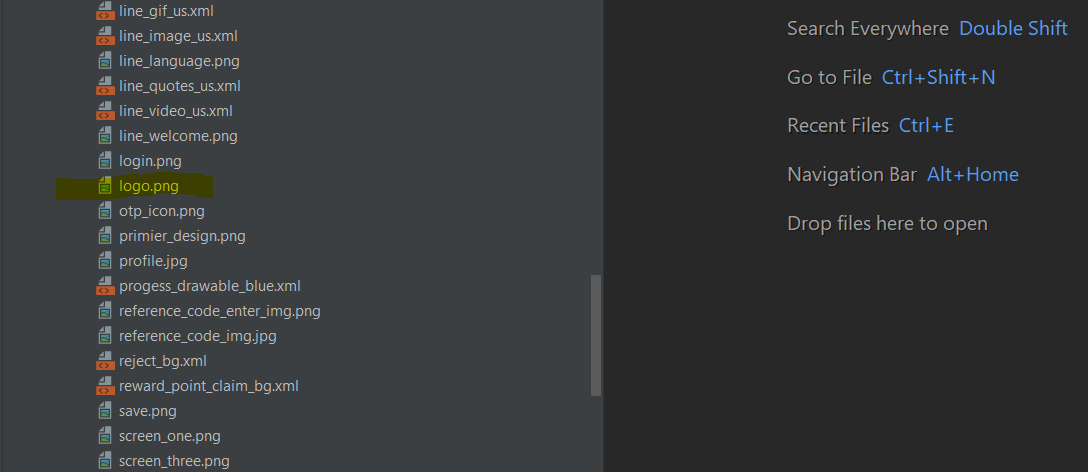 line_gif_us.xml
line_image_us.xml
line_language.png
line_quotes_us.xml
line_video_us.xml
line_welcome.png
login.png
logo.png
otp_icon.png
primier_design.png
profile.jpg
progess_drawable_blue.xml
reference_code_enter_img.png
reference_code_img.jpg
reject_bg.xml
reward_point_claim_bg.xml
save.png
screen_one.png
screen_three.png
Search Everywhere Double Shift
Go to File Ctrl+Shift+N
Recent Files Ctrl+E
Navigation Bar Alt+Home
Drop files here to open